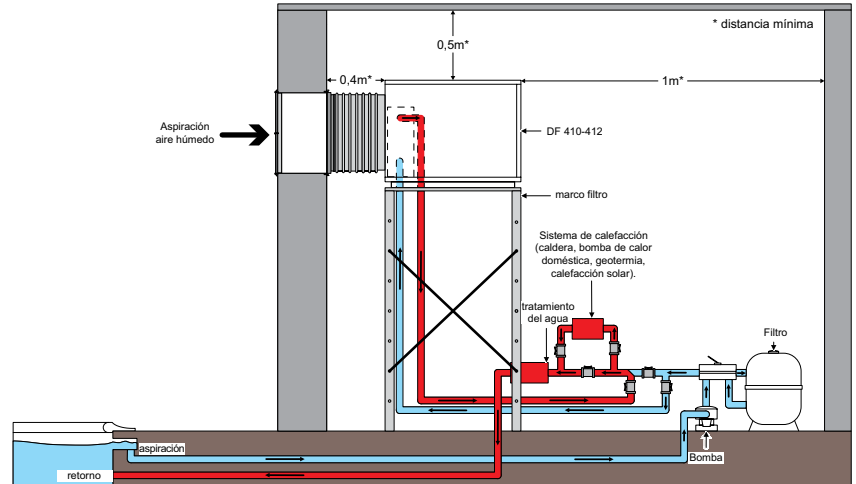 * distancia mínima
0,5m*
0,4m*
1m*
Aspiración
aire húmedo
DF 410-412
marco filtro
Sistema de calefacción
(caldera, bomba de calor
doméstica, geotermia,
calefacción solar).
tratamiento
del agua
Filtro
aspiración
Bomba
retorno